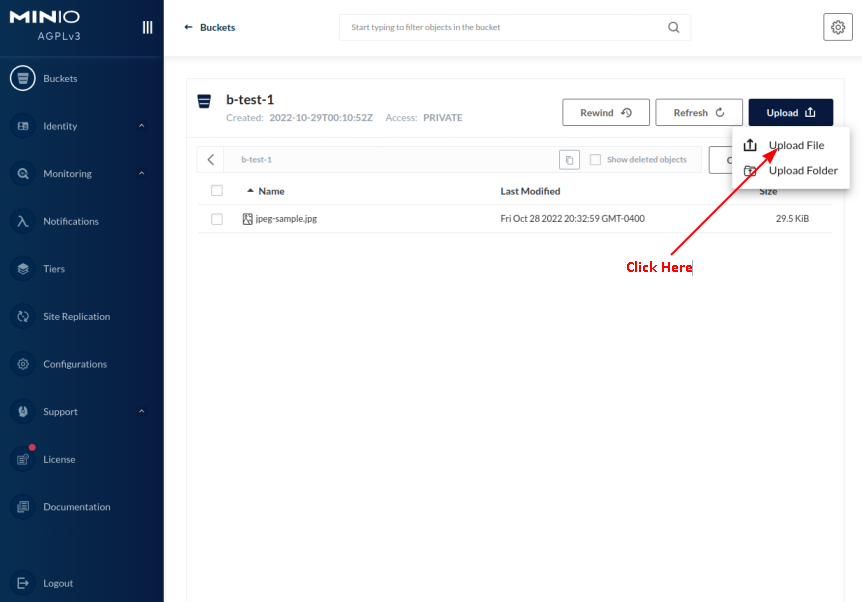 MINIO
AGPLv3
Buckets
Identity
Monitoring
Notifications
Tiers
Site Replication
Configurations
Support
License
Documentation
Logout
Buckets
Start typing to filter objects in the bucket
b-test-1
Created: 2022-10-29T00:10:52Z Access: PRIVATE
Rewind
Refresh
Upload
Upload File
Upload Folder
b-test-1
Show deleted objects
Name Last Modified Size
jpeg-sample.jpg Fri Oct 28 2022 20:32:59 GMT-0400 29.5 KiB
Click Here